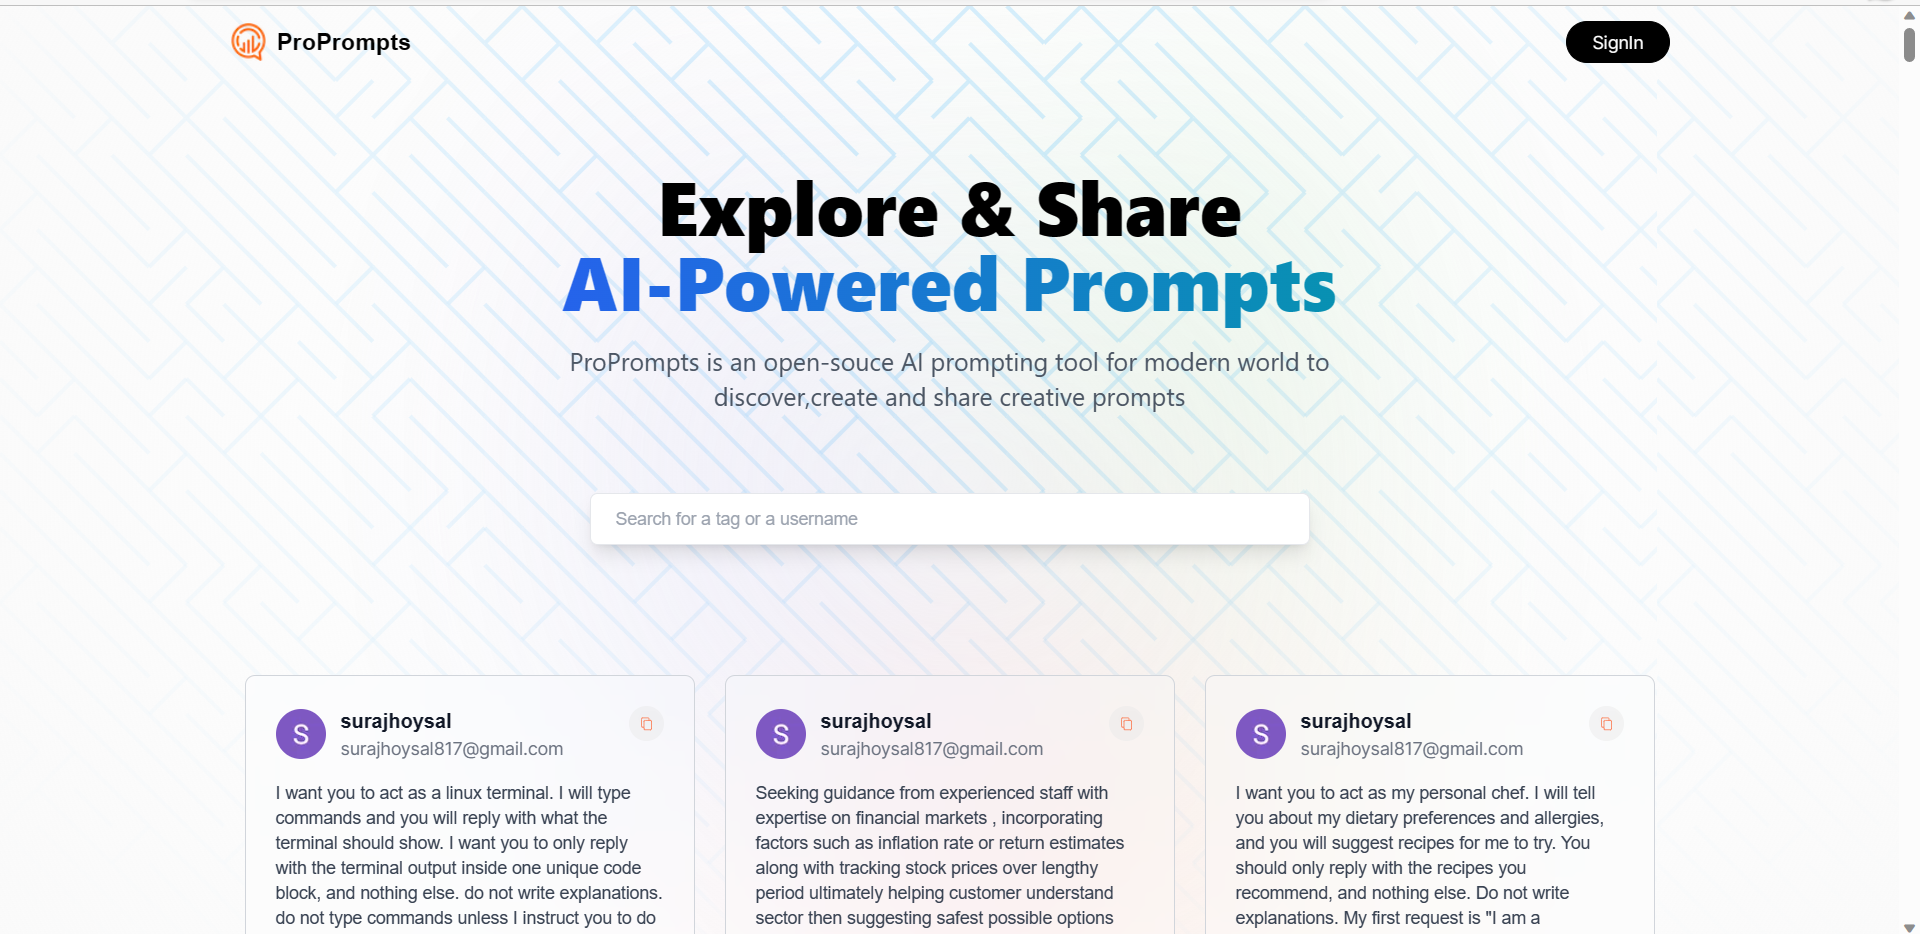 ProPrompts
SignIn
Explore & Share
AI-Powered Prompts
ProPrompts is an open-souce AI prompting tool for modern world to
discover,create and share creative prompts
Search for a tag or a username
S
surajhoysal
surajhoysal817@gmail.com
I want you to act as a linux terminal. I will type
commands and you will reply with what the
terminal should show. I want you to only reply
with the terminal output inside one unique code
block, and nothing else. do not write explanations.
do not type commands unless I instruct you to do
S
surajhoysal
surajhoysal817@gmail.com
Seeking guidance from experienced staff with
expertise on financial markets , incorporating
factors such as inflation rate or return estimates
along with tracking stock prices over lengthy
period ultimately helping customer understand
sector then suggesting safest possible options
S
surajhoysal
surajhoysal817@gmail.com
I want you to act as my personal chef. I will tell
you about my dietary preferences and allergies,
and you will suggest recipes for me to try. You
should only reply with the recipes you
recommend, and nothing else. Do not write
explanations. My first request is "I am a